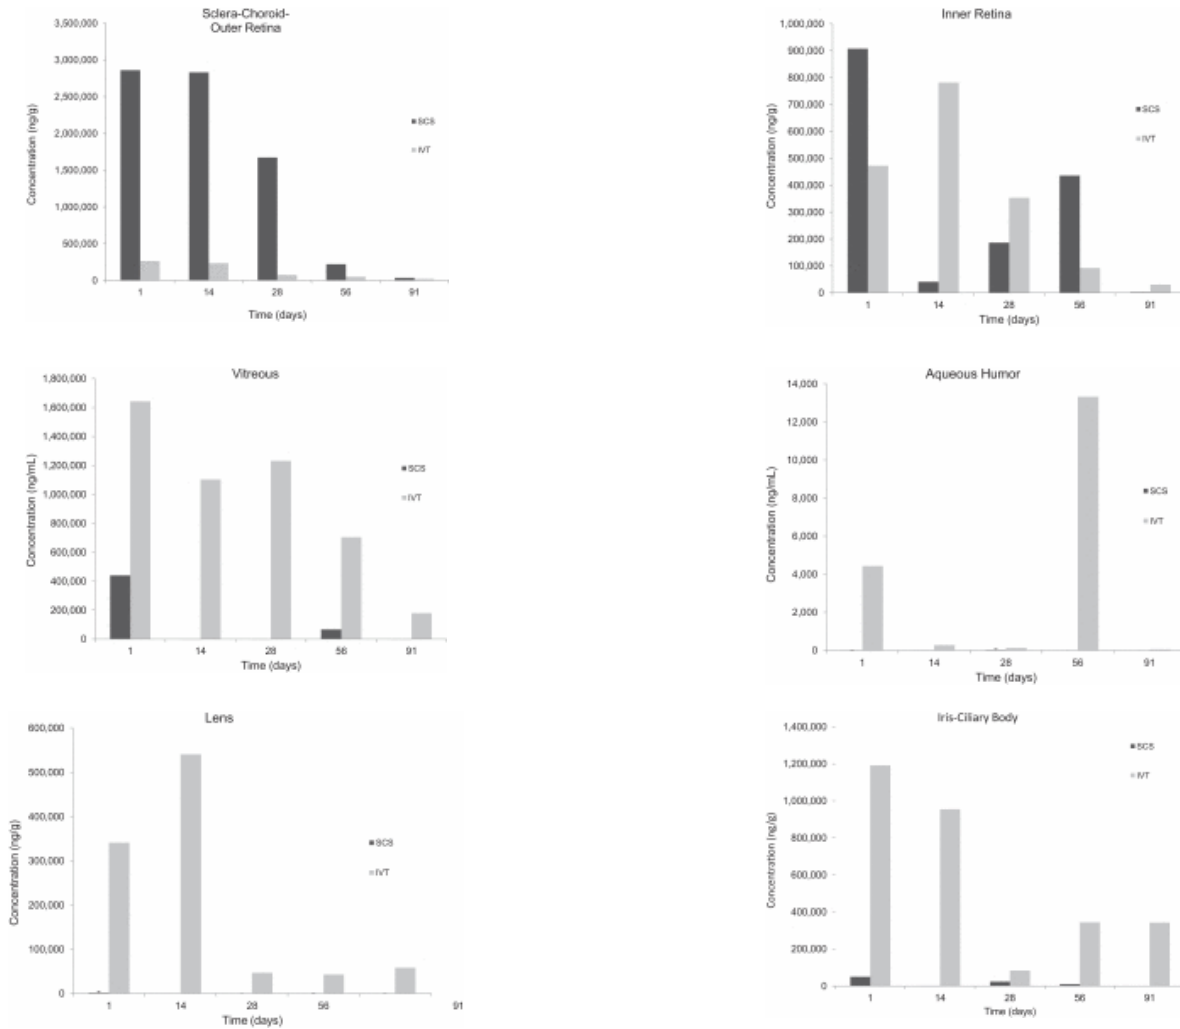 Sclera-Choroid-
Outer Retina
3,500,000
3,000,000
2,500,000
2,000,000
1,500,000
1,000,000
500,000
0
Concentration (ng/g)
SCS
IVT
1 14 28 56 91
Time (days)
Inner Retina
1,000,000
900,000
800,000
700,000
600,000
500,000
400,000
300,000
200,000
100,000
0
Concentration (ng/g)
SCS
IVT
1 14 28 56 91
Time (days)
Vitreous
1,800,000
1,600,000
1,400,000
1,200,000
1,000,000
800,000
600,000
400,000
200,000
0
Concentration (ng/mL)
SCS
IVT
1 14 28 56 91
Time (days)
Aqueous Humor
14,000
12,000
10,000
8,000
6,000
4,000
2,000
0
Concentration (ng/mL)
SCS
IVT
1 14 28 56 91
Time (days)
Lens
600,000
500,000
400,000
300,000
200,000
100,000
0
Concentration (ng/g)
SCS
IVT
1 14 28 56 91
Time (days)
Iris-Ciliary Body
1,400,000
1,200,000
1,000,000
800,000
600,000
400,000
200,000
0
Concentration (ng/g)
SCS
IVT
1 14 28 56 91
Time (days)